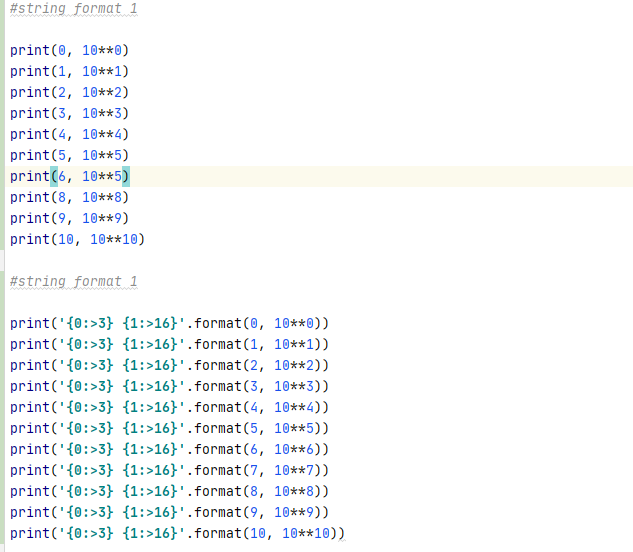 #string format 1
print(0, 10**0)
print(1, 10**1)
print(2, 10**2)
print(3, 10**3)
print(4, 10**4)
print(5, 10**5)
print(6, 10**5)
print(8, 10**8)
print(9, 10**9)
print(10, 10**10)
#string format 1
print('{0:>3} {1:>16}'.format(0, 10**0))
print('{0:>3} {1:>16}'.format(1, 10**1))
print('{0:>3} {1:>16}'.format(2, 10**2))
print('{0:>3} {1:>16}'.format(3, 10**3))
print('{0:>3} {1:>16}'.format(4, 10**4))
print('{0:>3} {1:>16}'.format(5, 10**5))
print('{0:>3} {1:>16}'.format(6, 10**6))
print('{0:>3} {1:>16}'.format(7, 10**7))
print('{0:>3} {1:>16}'.format(8, 10**8))
print('{0:>3} {1:>16}'.format(9, 10**9))
print('{0:>3} {1:>16}'.format(10, 10**10))